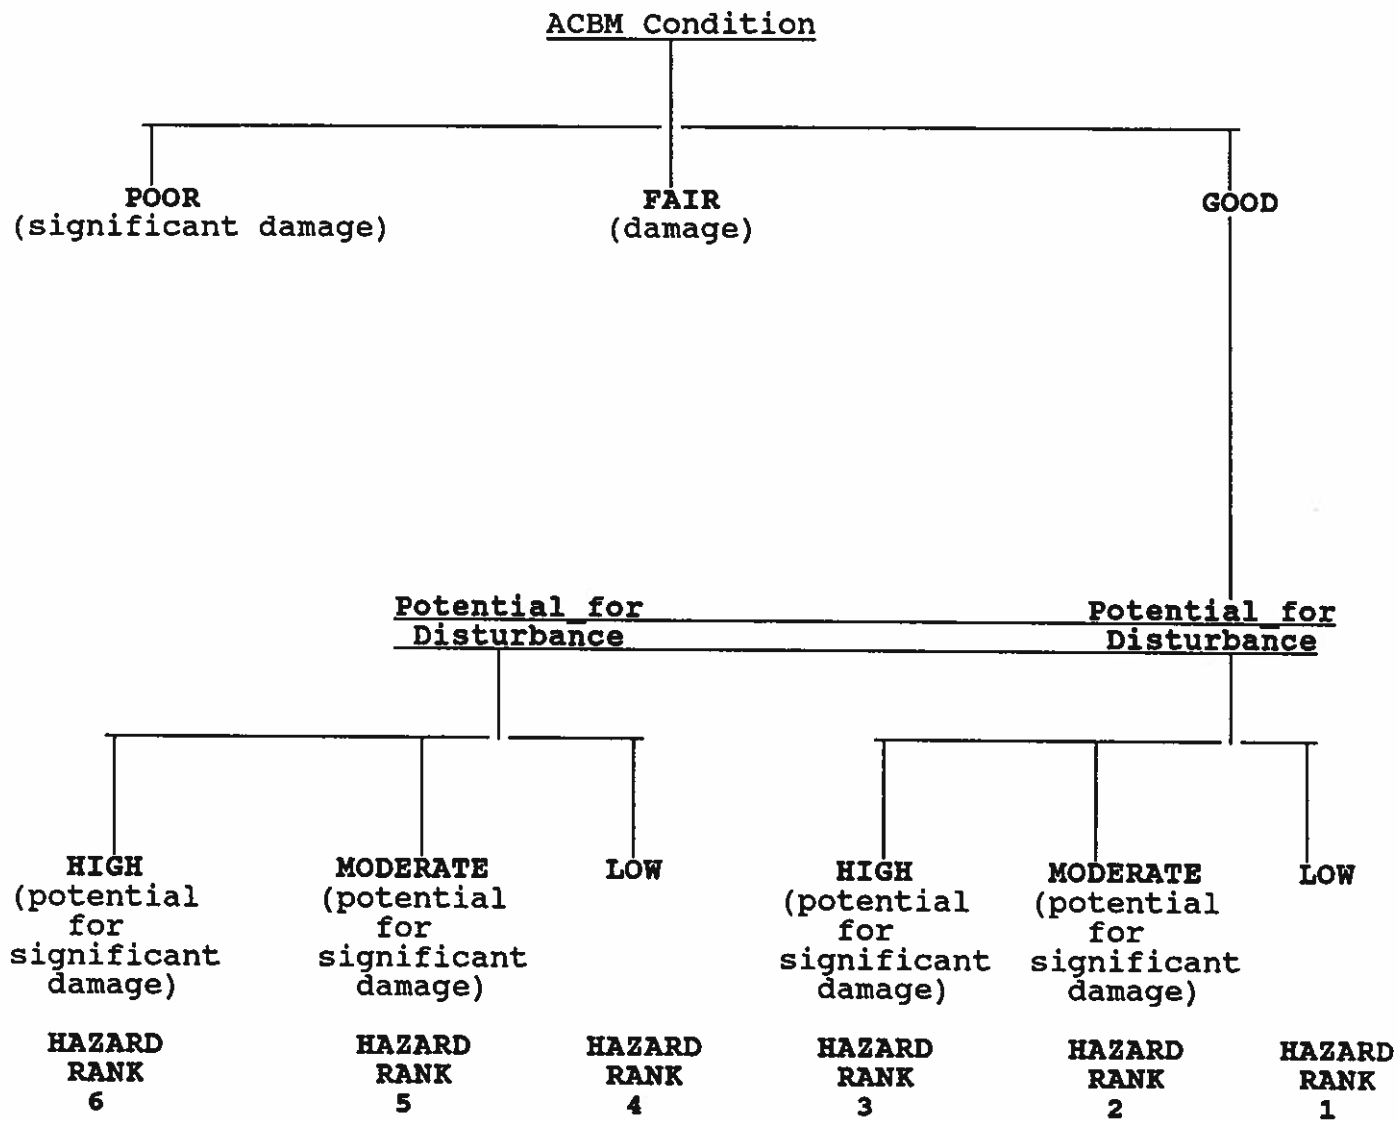 ACBM Condition
POOR
(significant damage)
FAIR
(damage)
GOOD
Potential for
Disturbance
Potential for
Disturbance
HIGH
(potential
for
significant
damage)
HAZARD
RANK
6
MODERATE
(potential
for
significant
damage)
HAZARD
RANK
5
LOW
HAZARD
RANK
4
HIGH
(potential
for
significant
damage)
HAZARD
RANK
3
MODERATE
(potential
for
significant
damage)
HAZARD
RANK
2
LOW
HAZARD
RANK
1